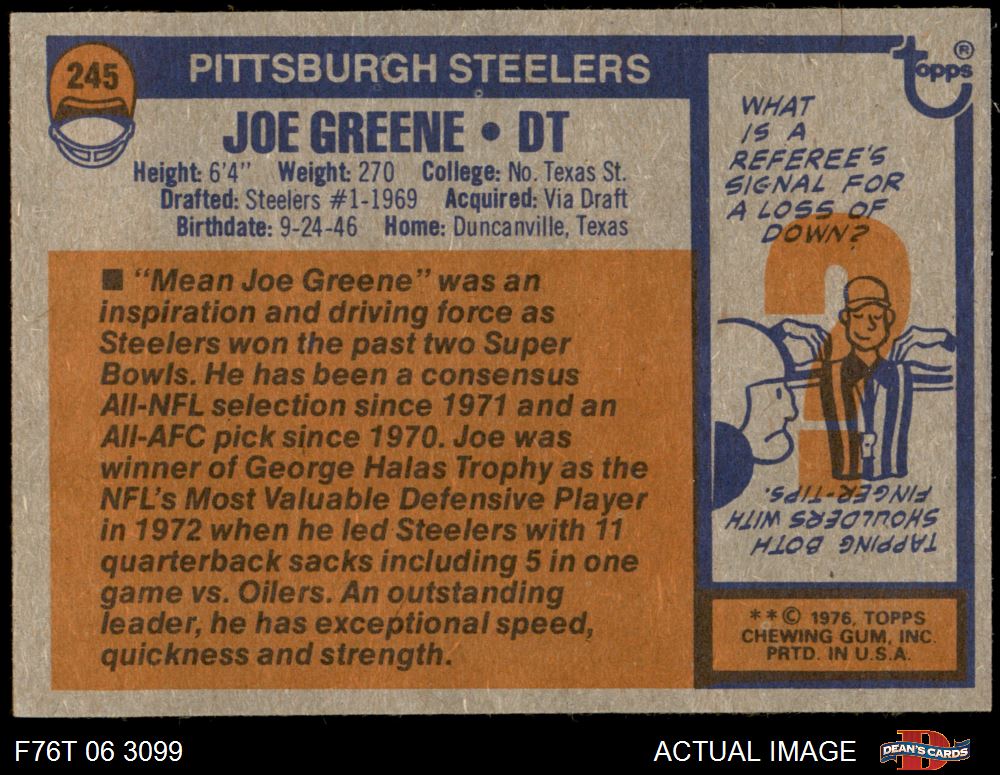 245
PITTSBURGH STEELERS
JOE GREENE • DT
Height: 6'4" Weight: 270 College: No. Texas St.
Drafted: Steelers #1-1969 Acquired: Via Draft
Birthdate: 9-24-46 Home: Duncanville, Texas
■ "Mean Joe Greene" was an
inspiration and driving force as
Steelers won the past two Super
Bowls. He has been a consensus
All-NFL selection since 1971 and an
All-AFC pick since 1970. Joe was
winner of George Halas Trophy as the
NFL's Most Valuable Defensive Player
in 1972 when he led Steelers with 11
quarterback sacks including 5 in one
game vs. Oilers. An outstanding
leader, he has exceptional speed,
quickness and strength.
topps ®
WHAT
IS A
REFEREE'S
SIGNAL FOR
A LOSS OF
DOWN?
?
TAPPING BOTH
SHOULDERS WITH
FINGER-TIPS.
**© 1976, TOPPS
CHEWING GUM, INC.
PRTD. IN U.S.A.
F76T 06 3099
ACTUAL IMAGE
D
DEAN'S CARDS